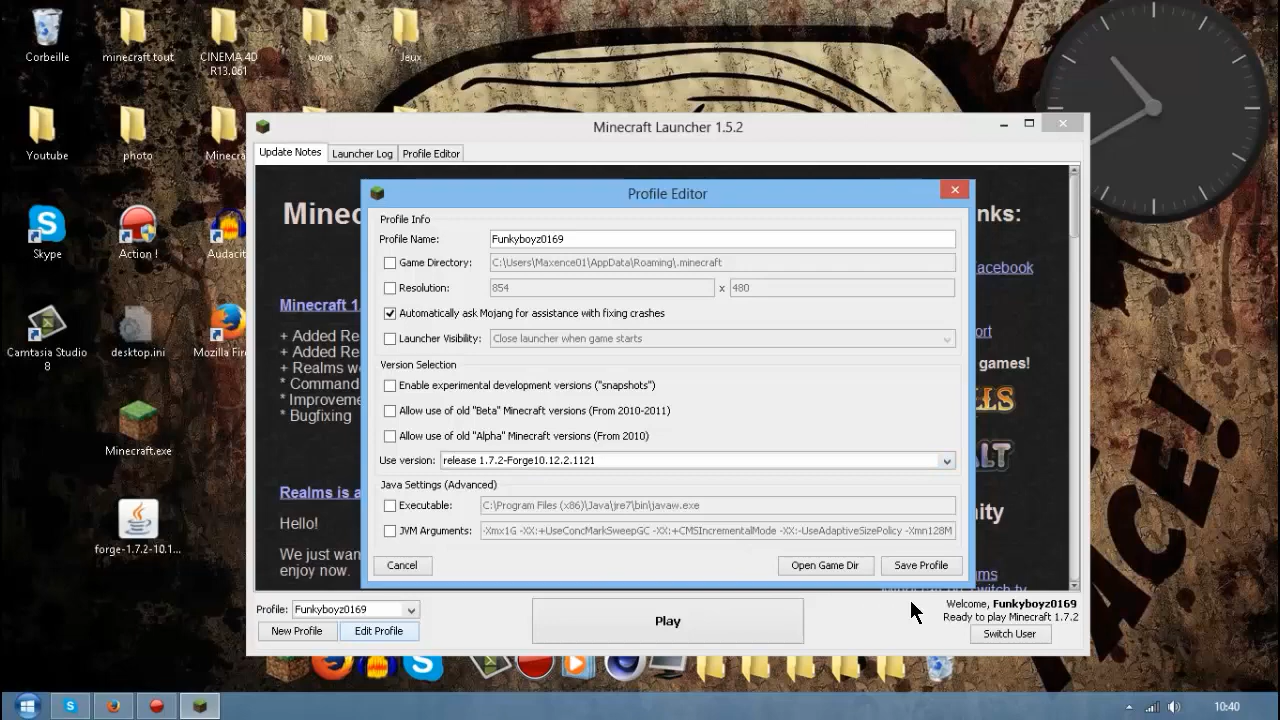 Corbeille
minecraft tout
CINEMA 4D R13.061
wow
Jeux
Youtube
photo
Minecra
Skype
Action !
Audacit
Camtasia Studio 8
desktop.ini
Mozilla Fire
Minecraft.exe
forge-1.7.2-10.1...
Minecraft Launcher 1.5.2
Update Notes
Launcher Log
Profile Editor
Minec
nks:
Minecraft 1.
acebook
+ Added Re
+ Added Re
+ Realms w
* Command
* Improveme
* Bugfixing
ort
games!
Realms is a
Hello!
We just wan
enjoy now.
nity
ums
Profile Editor
Profile Info
Profile Name: Funkyboyz0169
Game Directory: C:\Users\Maxence01\AppData\Roaming\.minecraft
Resolution: 854 x 480
Automatically ask Mojang for assistance with fixing crashes
Launcher Visibility: Close launcher when game starts
Version Selection
Enable experimental development versions ("snapshots")
Allow use of old "Beta" Minecraft versions (From 2010-2011)
Allow use of old "Alpha" Minecraft versions (From 2010)
Use version: release 1.7.2-Forge10.12.2.1121
Java Settings (Advanced)
Executable: C:\Program Files (x86)\Java\jre7\bin\javaw.exe
JVM Arguments: -Xmx1G -XX:+UseConcMarkSweepGC -XX:+CMSIncrementalMode -XX:-UseAdaptiveSizePolicy -Xmn128M
Cancel
Open Game Dir
Save Profile
Profile: Funkyboyz0169
New Profile
Edit Profile
Play
Welcome, Funkyboyz0169
Ready to play Minecraft 1.7.2
Switch User
ACE!
10:40